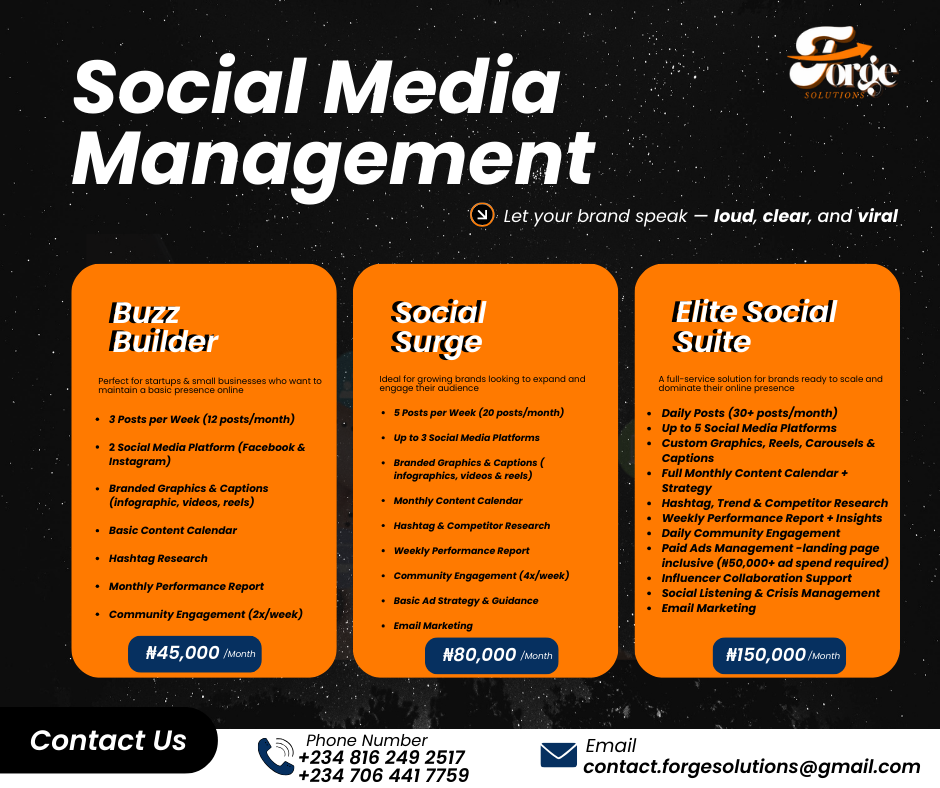 Social Media
Management
Forge
SOLUTIONS
Let your brand speak — loud, clear, and viral
Buzz
Builder
Perfect for startups & small businesses who want to
maintain a basic presence online
• 3 Posts per Week (12 posts/month)
• 2 Social Media Platform (Facebook &
Instagram)
• Branded Graphics & Captions
(infographic, videos, reels)
• Basic Content Calendar
• Hashtag Research
• Monthly Performance Report
• Community Engagement (2x/week)
₦45,000 /Month
Social
Surge
Ideal for growing brands looking to expand and
engage their audience
• 5 Posts per Week (20 posts/month)
• Up to 3 Social Media Platforms
• Branded Graphics & Captions (
infographics, videos & reels)
• Monthly Content Calendar
• Hashtag & Competitor Research
• Weekly Performance Report
• Community Engagement (4x/week)
• Basic Ad Strategy & Guidance
• Email Marketing
₦80,000 /Month
Elite Social
Suite
A full-service solution for brands ready to scale and
dominate their online presence
• Daily Posts (30+ posts/month)
• Up to 5 Social Media Platforms
• Custom Graphics, Reels, Carousels &
Captions
• Full Monthly Content Calendar +
Strategy
• Hashtag, Trend & Competitor Research
• Weekly Performance Report + Insights
• Daily Community Engagement
• Paid Ads Management -landing page
inclusive (₦50,000+ ad spend required)
• Influencer Collaboration Support
• Social Listening & Crisis Management
• Email Marketing
₦150,000 /Month
Contact Us
Phone Number
+234 816 249 2517
+234 706 441 7759
Email
contact.forgesolutions@gmail.com